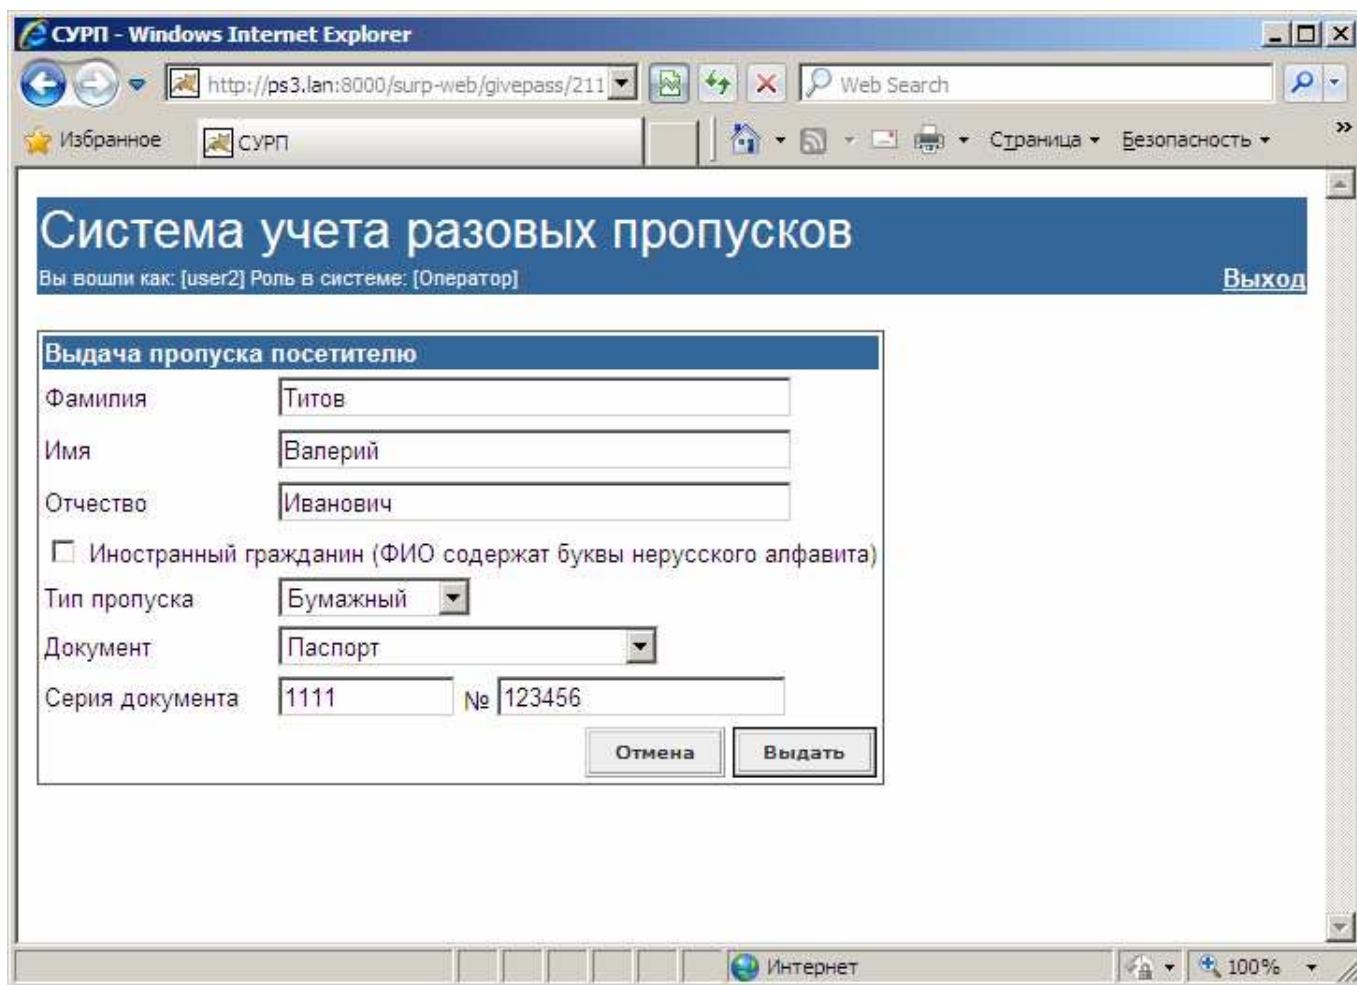 СУРП - Windows Internet Explorer
http://ps3.lan:8000/surp-web/givepass/211
Web Search
Избранное
СУРП
Страница
Безопасность
»
Система учета разовых пропусков
Вы вошли как: [user2] Роль в системе: [Оператор]
Выход
Выдача пропуска посетителю
Фамилия Титов
Имя Валерий
Отчество Иванович
Иностранный гражданин (ФИО содержат буквы нерусского алфавита)
Тип пропуска Бумажный
Документ Паспорт
Серия документа 1111 № 123456
Отмена Выдать
Интернет 100%